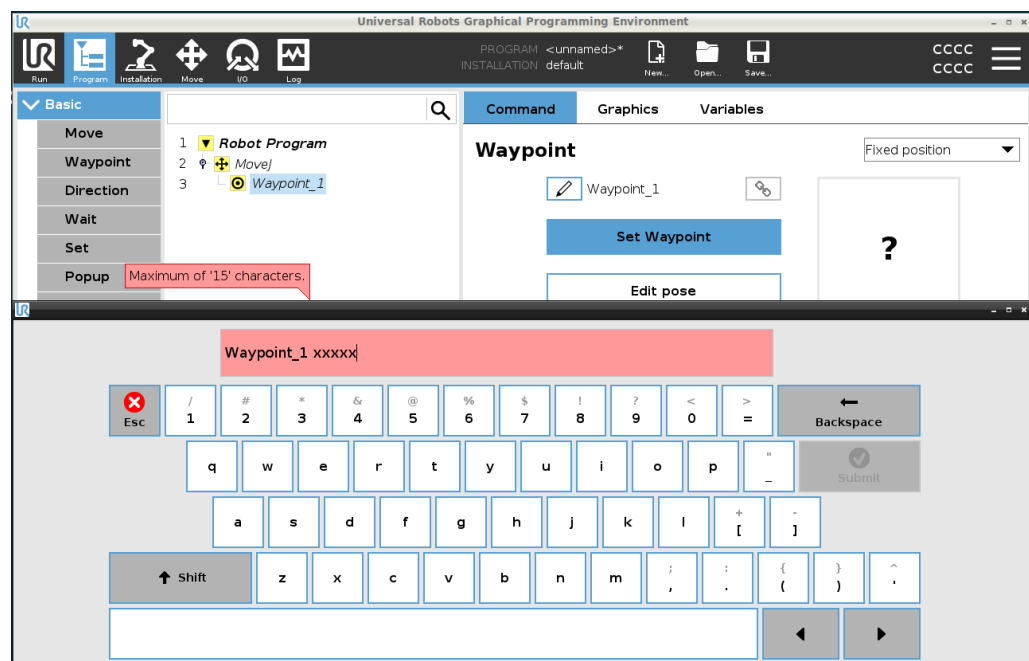 UR Universal Robots Graphical Programming Environment
UR
Run Program Installation Move I/O Log
PROGRAM <unnamed>*
INSTALLATION default
New... Open... Save...
CCCC
CCCC
Basic
Move
Waypoint
Direction
Wait
Set
Popup
1 Robot Program
2 MoveJ
3 Waypoint_1
Command Graphics Variables
Waypoint
Fixed position
Waypoint_1
Set Waypoint
?
Edit pose
Maximum of '15' characters.
UR
Waypoint_1 xxxxx
Esc
/ # * & @ % $ ! ? < >
1 2 3 4 5 6 7 8 9 0 =
Backspace
q w e r t y u i o p " _
Submit
a s d f g h j k l + [ - ]
Shift
z x c v b n m ; , : . { ( } ) ^ '